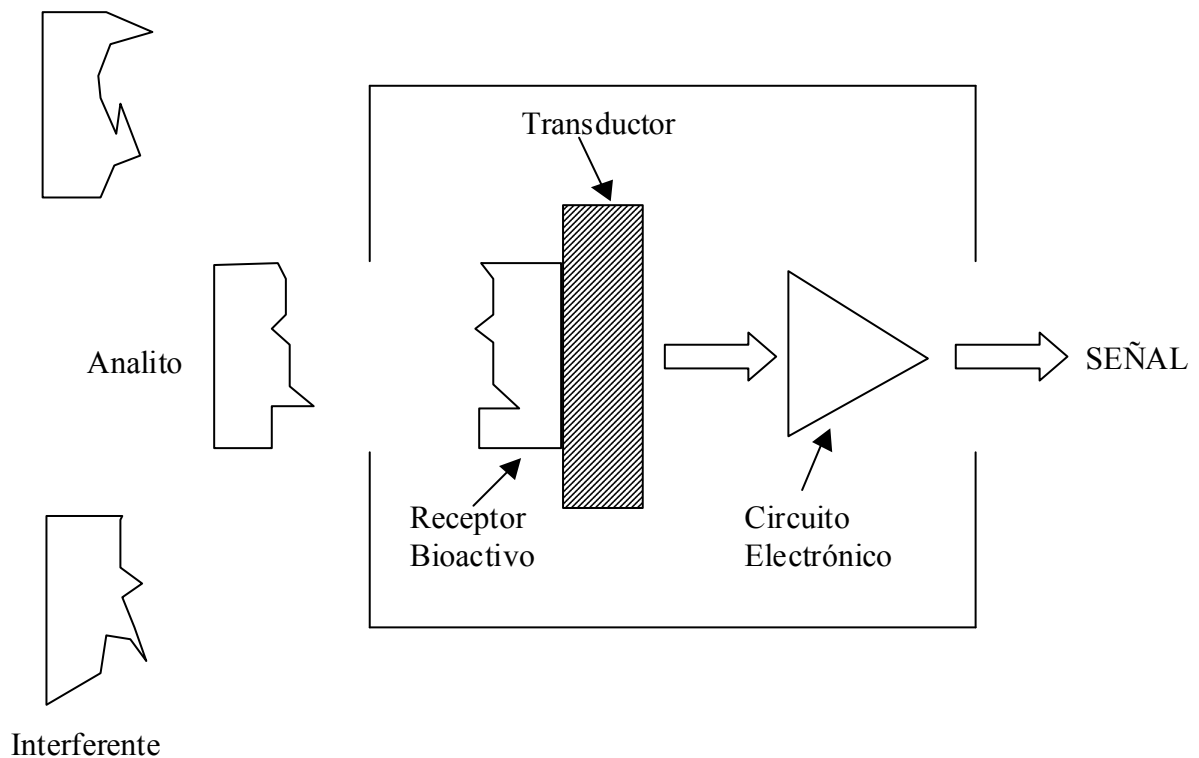 Transductor
Analito
SEÑAL
Receptor
Bioactivo
Circuito
Electrónico
Interferente